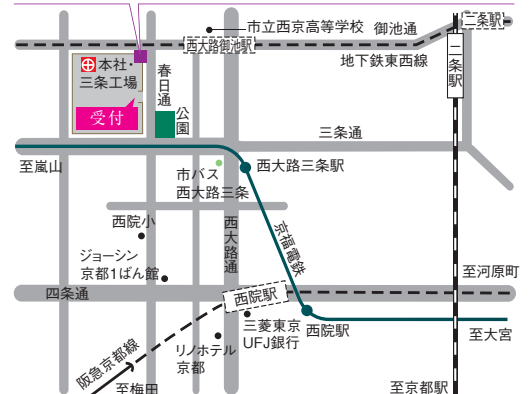 市立西京高等学校
御池通
二条駅
西大路御池駅
地下鉄東西線
二条駅
本社・
三条工場
受付
春日通
公園
三条通
至嵐山
市バス
西大路三条
西大路三条駅
西院小
西大路通
京福電鉄
ジョーシン
京都1ばん館
至河原町
四条通
西院駅
三菱東京
UFJ銀行
西院駅
至大宮
リノホテル
京都
阪急京都線
至梅田
至京都駅